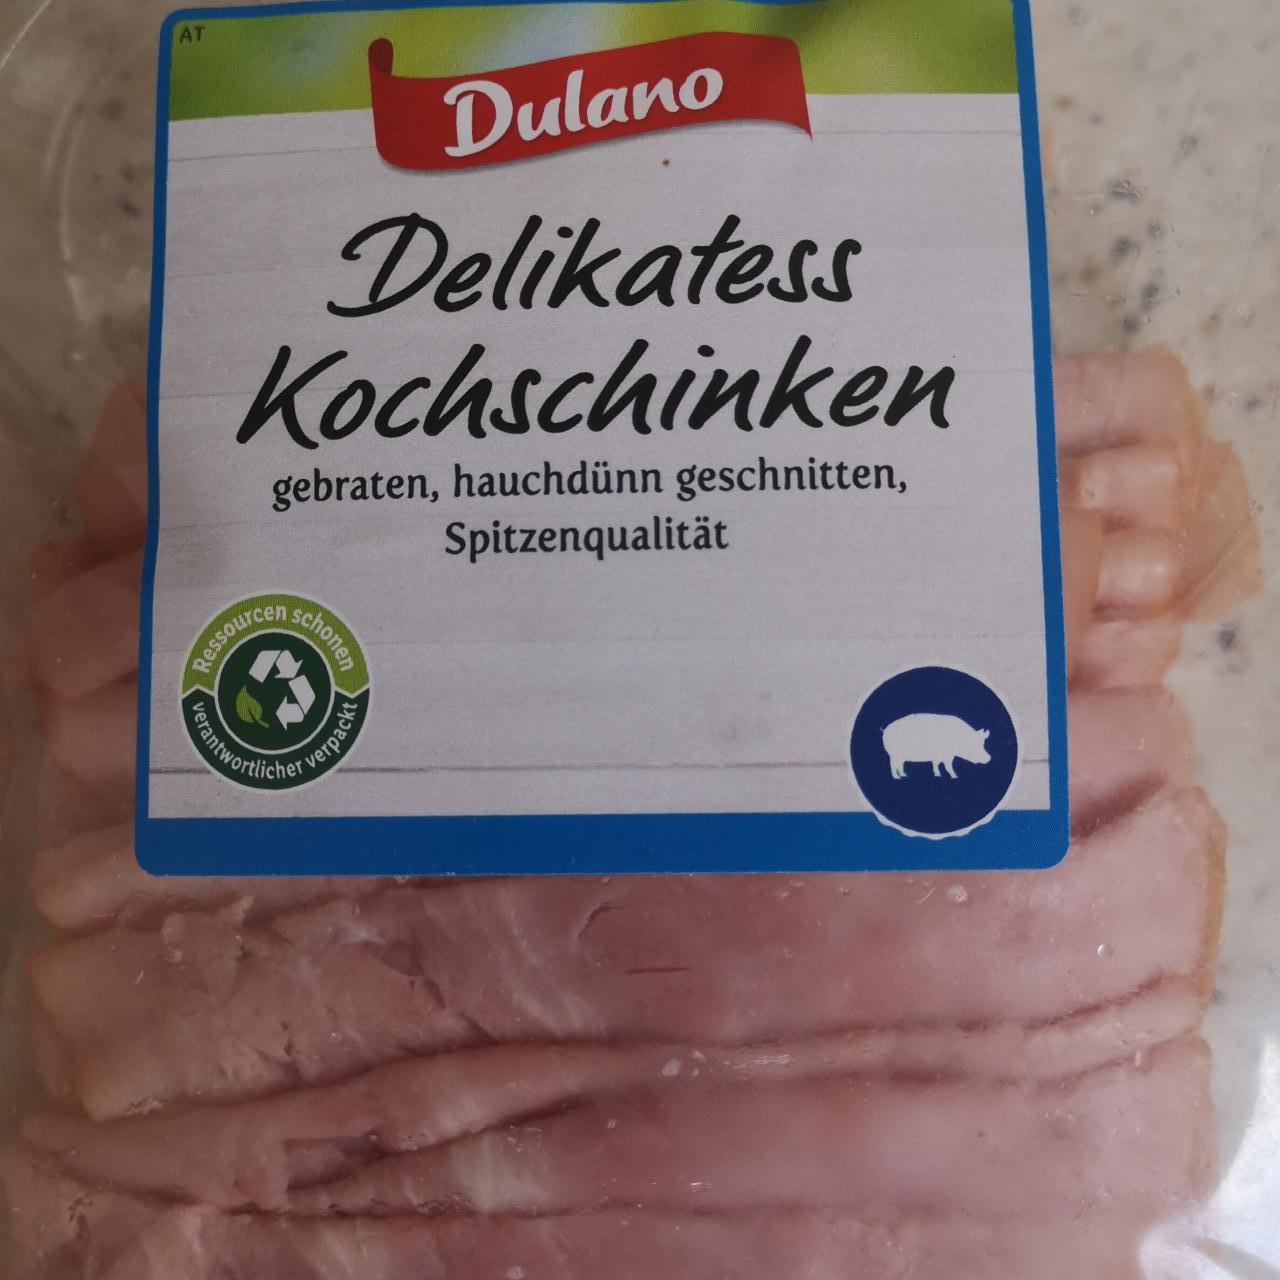 AT
Dulano
Delikatess
Kochschinken
gebraten, hauchdünn geschnitten,
Spitzenqualität
Ressourcen schonen
verantwortlicher verpackt